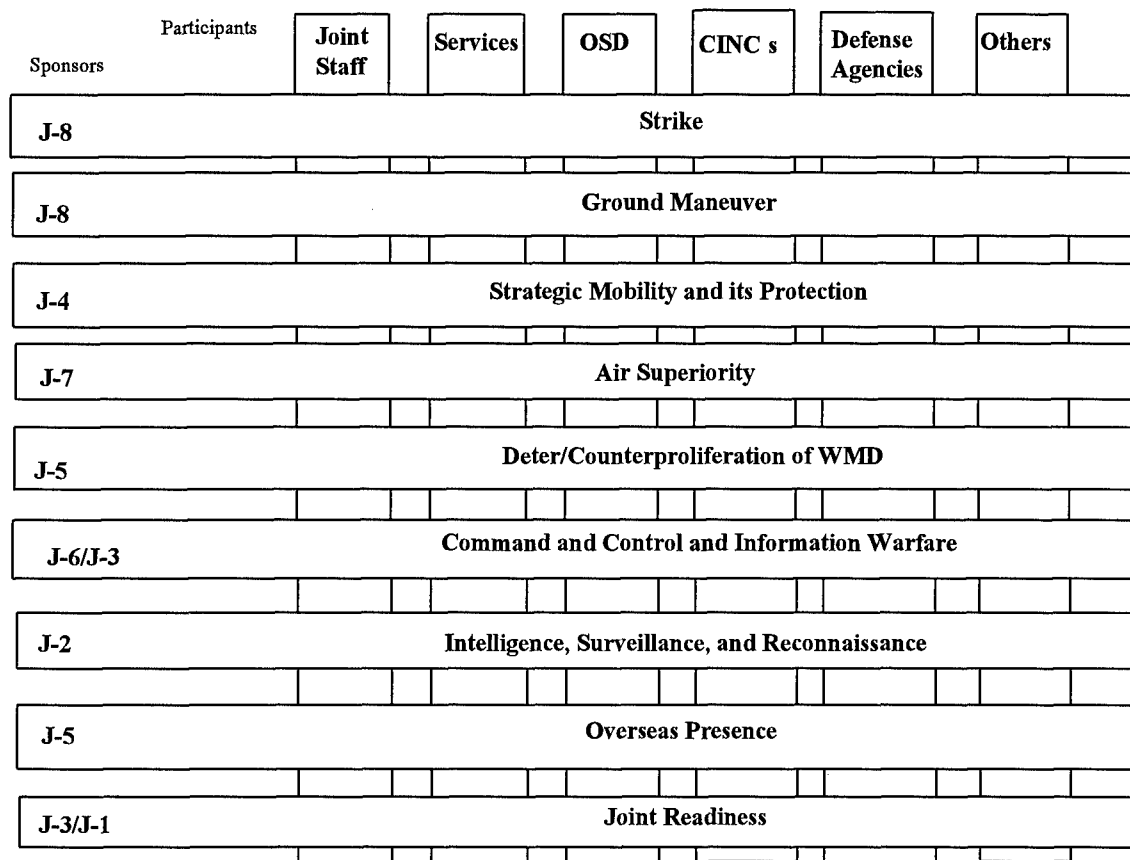 Participants
Sponsors
Joint
Staff
Services
OSD
CINC s
Defense
Agencies
Others
J-8
Strike
J-8
Ground Maneuver
J-4
Strategic Mobility and its Protection
J-7
Air Superiority
J-5
Deter/Counterproliferation of WMD
J-6/J-3
Command and Control and Information Warfare
J-2
Intelligence, Surveillance, and Reconnaissance
J-5
Overseas Presence
J-3/J-1
Joint Readiness